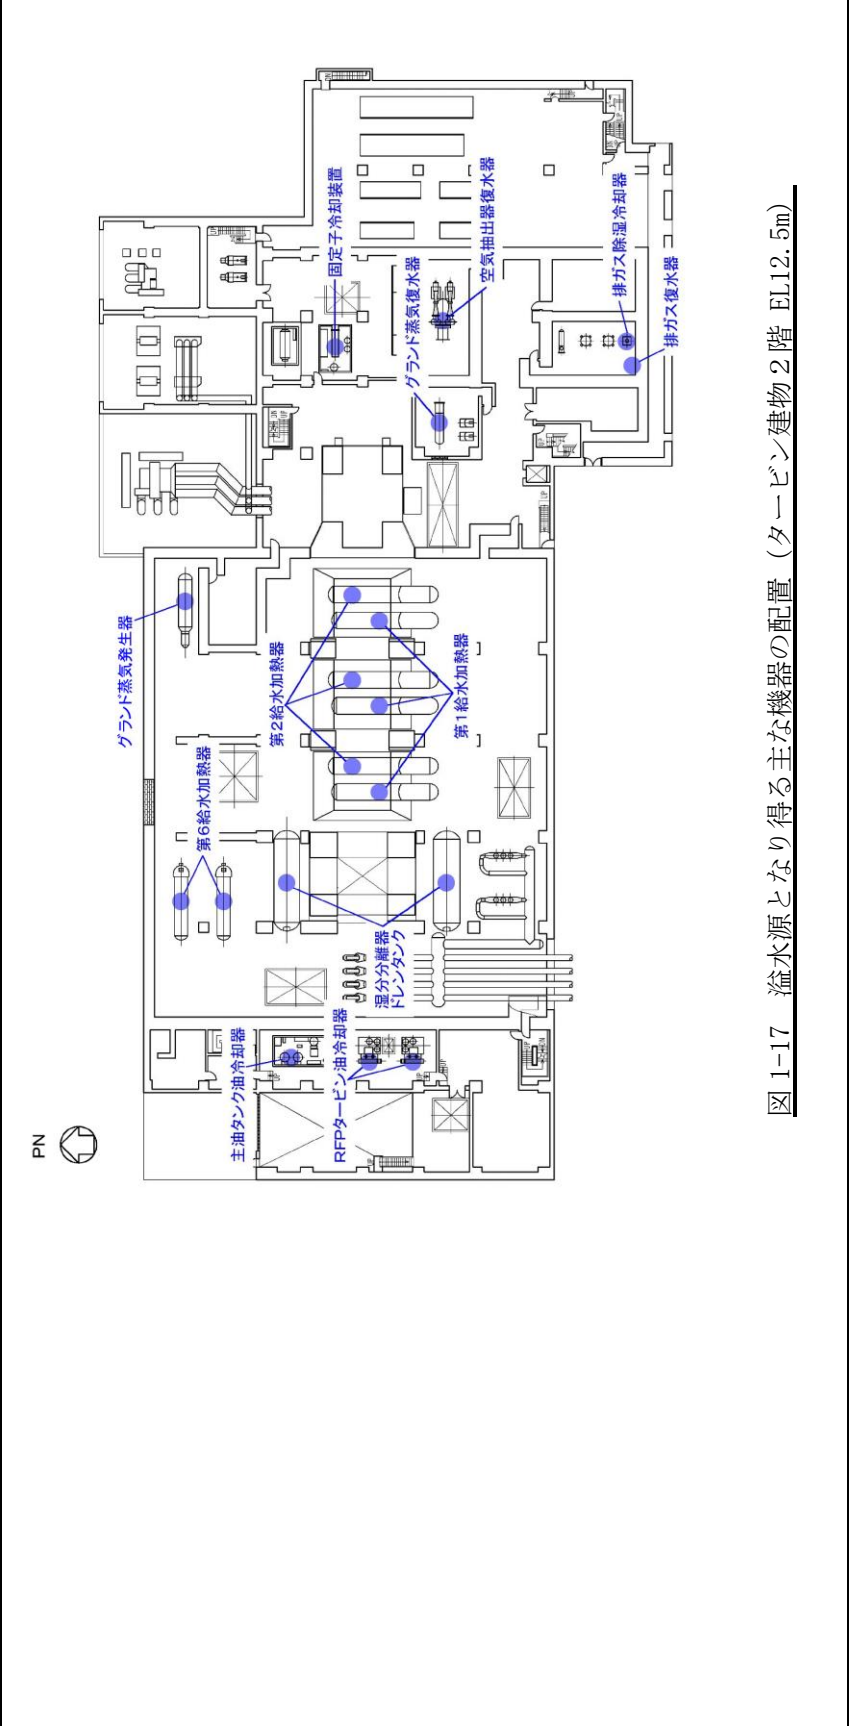 PN
グランド蒸気発生器
第6給水加熱器
第2給水加熱器
第1給水加熱器
湿分分離器
ドレンタンク
主油タンク油冷却器
RFPタービン油冷却器
固定子冷却装置
グランド蒸気復水器
空気抽出器復水器
排ガス除湿冷却器
排ガス復水器
図 1-17 溢水源となり得る主な機器の配置（タービン建物２階 EL12.5m）